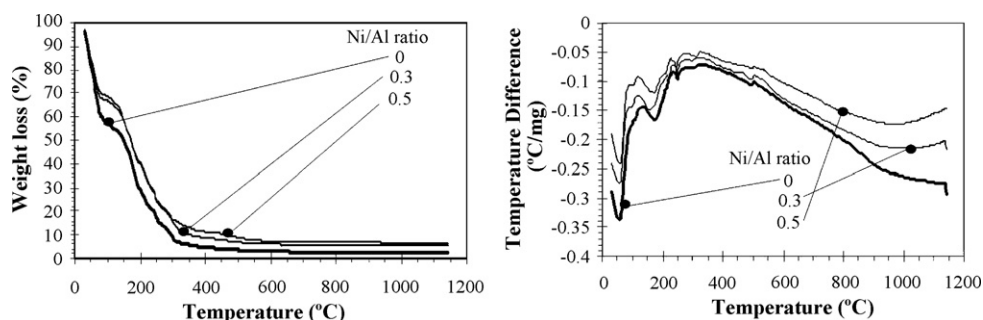 100
90
80
70
60
50
40
30
20
10
0
Weight loss (%)
Ni/Al ratio
0
0.3
0.5
0 200 400 600 800 1000 1200
Temperature (ºC)
0
-0.05
-0.1
-0.15
-0.2
-0.25
-0.3
-0.35
-0.4
Temperature Difference
(ºC/mg)
Ni/Al ratio
0
0.3
0.5
0 200 400 600 800 1000 1200
Temperature (ºC)